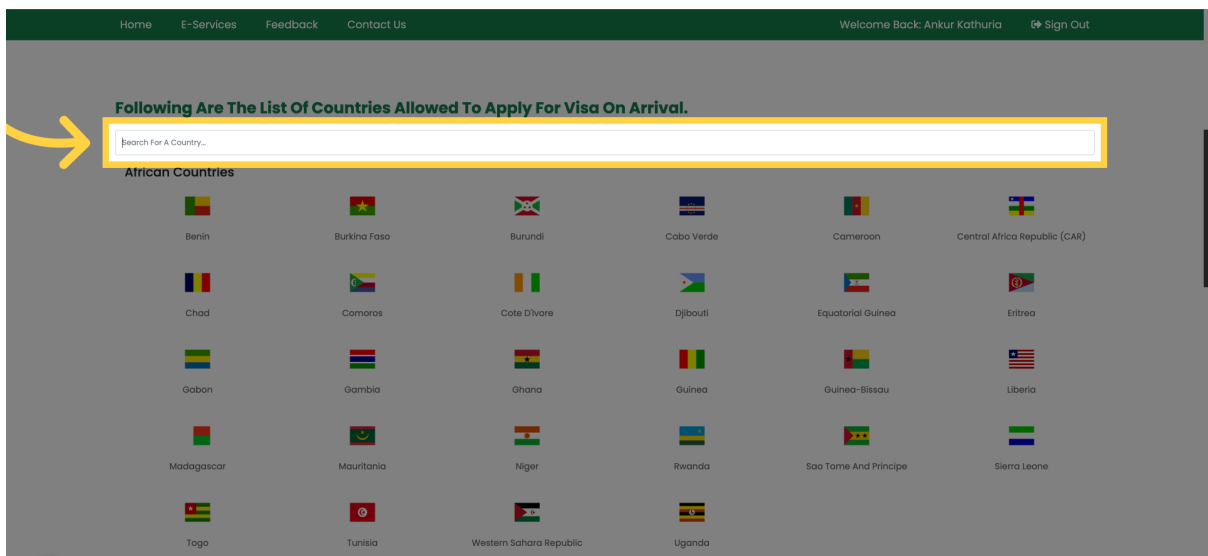 Home E-Services Feedback Contact Us Welcome Back: Ankur Kathuria Sign Out
Following Are The List Of Countries Allowed To Apply For Visa On Arrival.
Search For A Country...
African Countries
Benin Burkina Faso Burundi Cabo Verde Cameroon Central Africa Republic (CAR)
Chad Comoros Cote D'ivore Djibouti Equatorial Guinea Eritrea
Gabon Gambia Ghana Guinea Guinea-Bissau Liberia
Madagascar Mauritania Niger Rwanda Sao Tome And Principe Sierra Leone
Togo Tunisia Western Sahara Republic Uganda